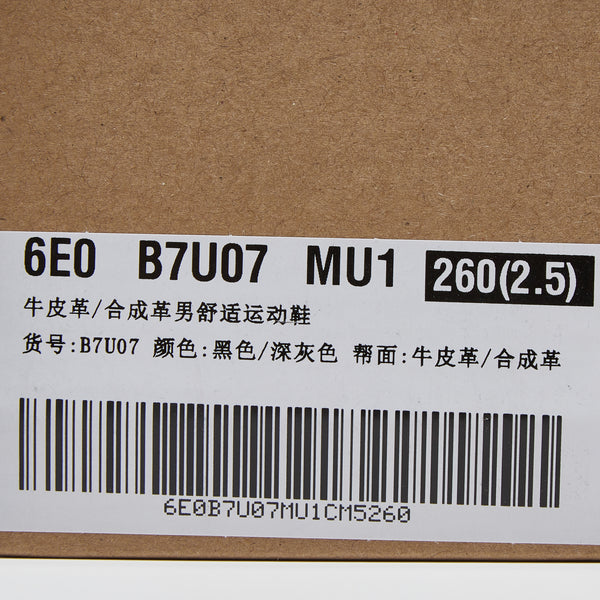 6E0 B7U07 MU1 260(2.5)
牛皮革/合成革男舒适运动鞋
货号:B7U07 颜色:黑色/深灰色 帮面:牛皮革/合成革
6E0B7U07MU1CM5260